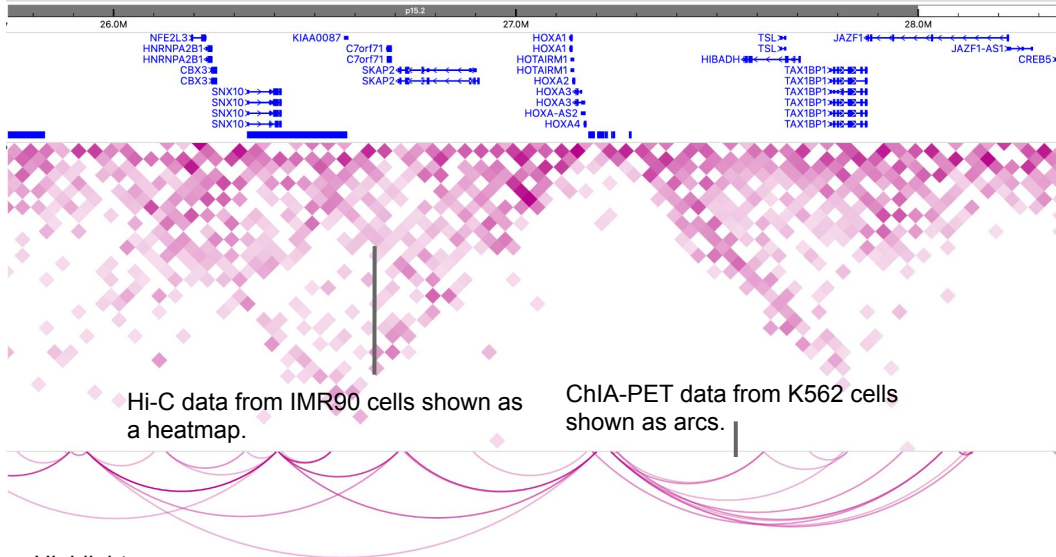 p15.2
26.0M 27.0M 28.0M
NFE2L3 KIAA0087 HOXA1 TSL JAZF1
HNRNPA2B1 C7orf71 HOXA1 TSL JAZF1-AS1
HNRNPA2B1 C7orf71 HOTAIRM1 HIBADH CREB5
CBX3 SKAP2 HOTAIRM1 TAX1BP1
CBX3 SKAP2 HOXA2 TAX1BP1
SNX10 HOXA3 TAX1BP1
SNX10 HOXA3 TAX1BP1
SNX10 HOXA-AS2 TAX1BP1
SNX10 HOXA4 TAX1BP1
Hi-C data from IMR90 cells shown as
a heatmap.
ChIA-PET data from K562 cells
shown as arcs.